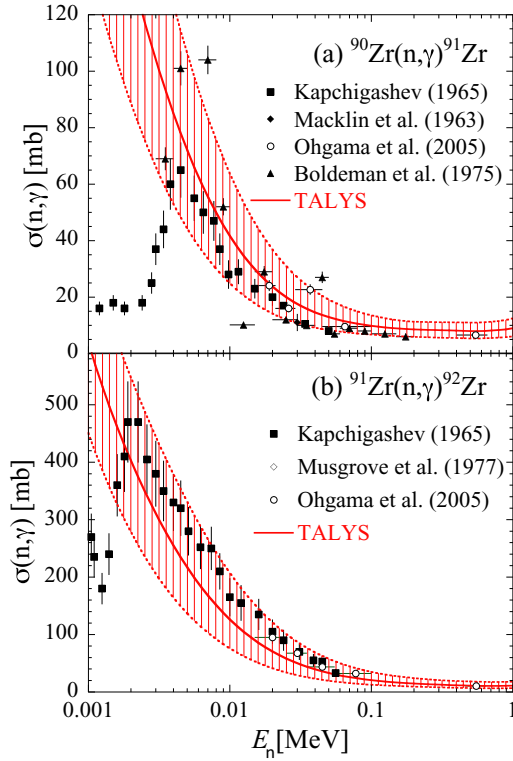 120
(a) ⁹⁰Zr(n,γ)⁹¹Zr
100
Kapchigashev (1965)
Macklin et al. (1963)
80
Ohgama et al. (2005)
Boldeman et al. (1975)
60
TALYS
σ(n,γ) [mb]
40
20
0
(b) ⁹¹Zr(n,γ)⁹²Zr
500
Kapchigashev (1965)
Musgrove et al. (1977)
400
Ohgama et al. (2005)
TALYS
300
σ(n,γ) [mb]
200
100
0
0.001 0.01 0.1 1
Eₙ[MeV]